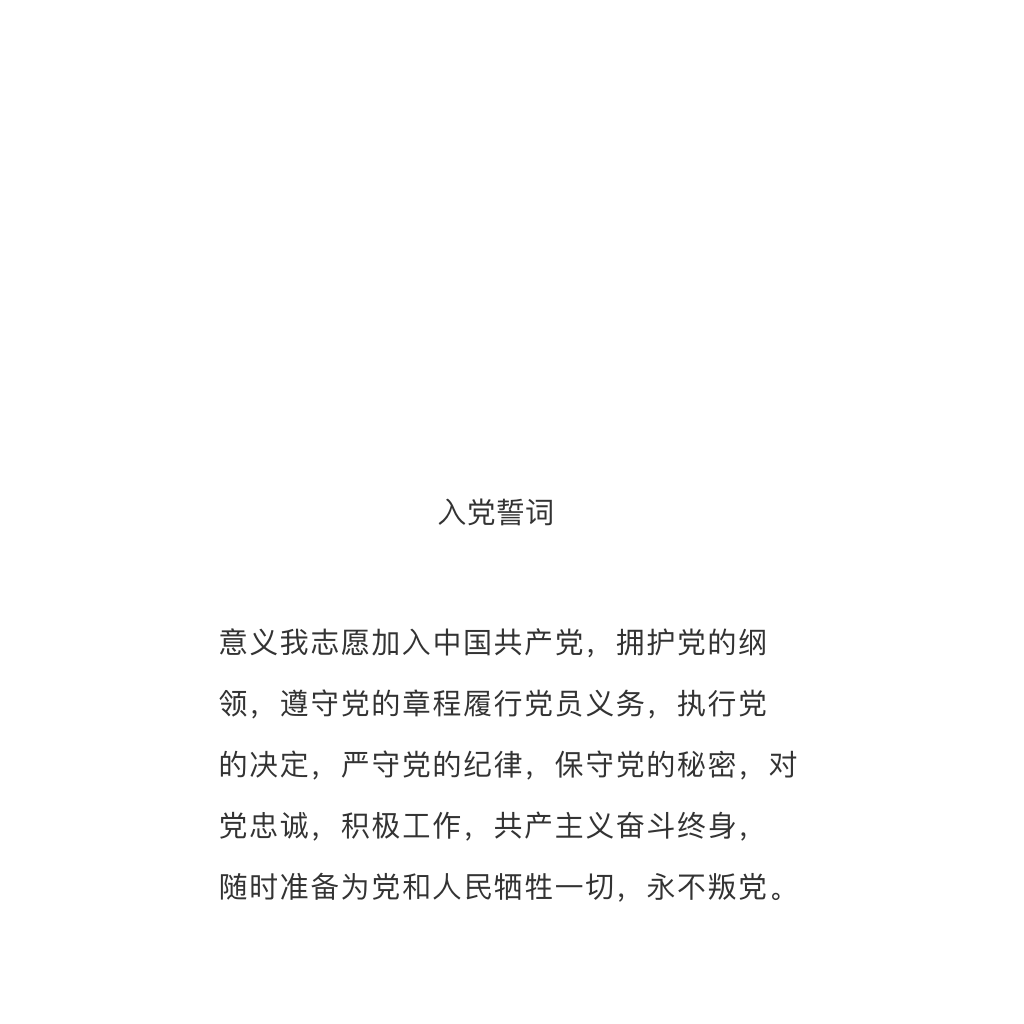 入党誓词
意义我志愿加入中国共产党，拥护党的纲
领，遵守党的章程履行党员义务，执行党
的决定，严守党的纪律，保守党的秘密，对
党忠诚，积极工作，共产主义奋斗终身，
随时准备为党和人民牺牲一切，永不叛党。